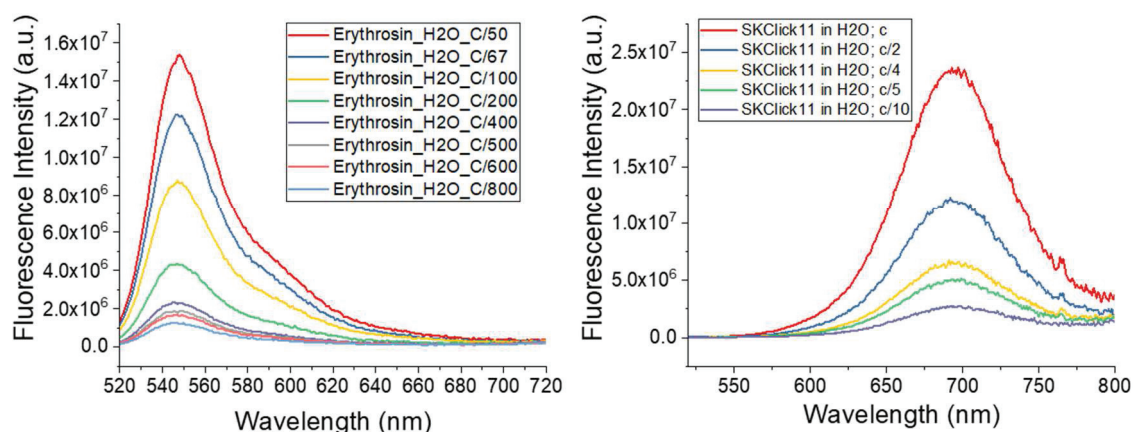 Fluorescence Intensity (a.u.)
1.6x10⁷
1.4x10⁷
1.2x10⁷
1.0x10⁷
8.0x10⁶
6.0x10⁶
4.0x10⁶
2.0x10⁶
0.0
Erythrosin_H2O_C/50
Erythrosin_H2O_C/67
Erythrosin_H2O_C/100
Erythrosin_H2O_C/200
Erythrosin_H2O_C/400
Erythrosin_H2O_C/500
Erythrosin_H2O_C/600
Erythrosin_H2O_C/800
520 540 560 580 600 620 640 660 680 700 720
Wavelength (nm)
Fluorescence Intensity (a.u.)
2.5x10⁷
2.0x10⁷
1.5x10⁷
1.0x10⁷
5.0x10⁶
0.0
SKClick11 in H2O; c
SKClick11 in H2O; c/2
SKClick11 in H2O; c/4
SKClick11 in H2O; c/5
SKClick11 in H2O; c/10
550 600 650 700 750 800
Wavelength (nm)